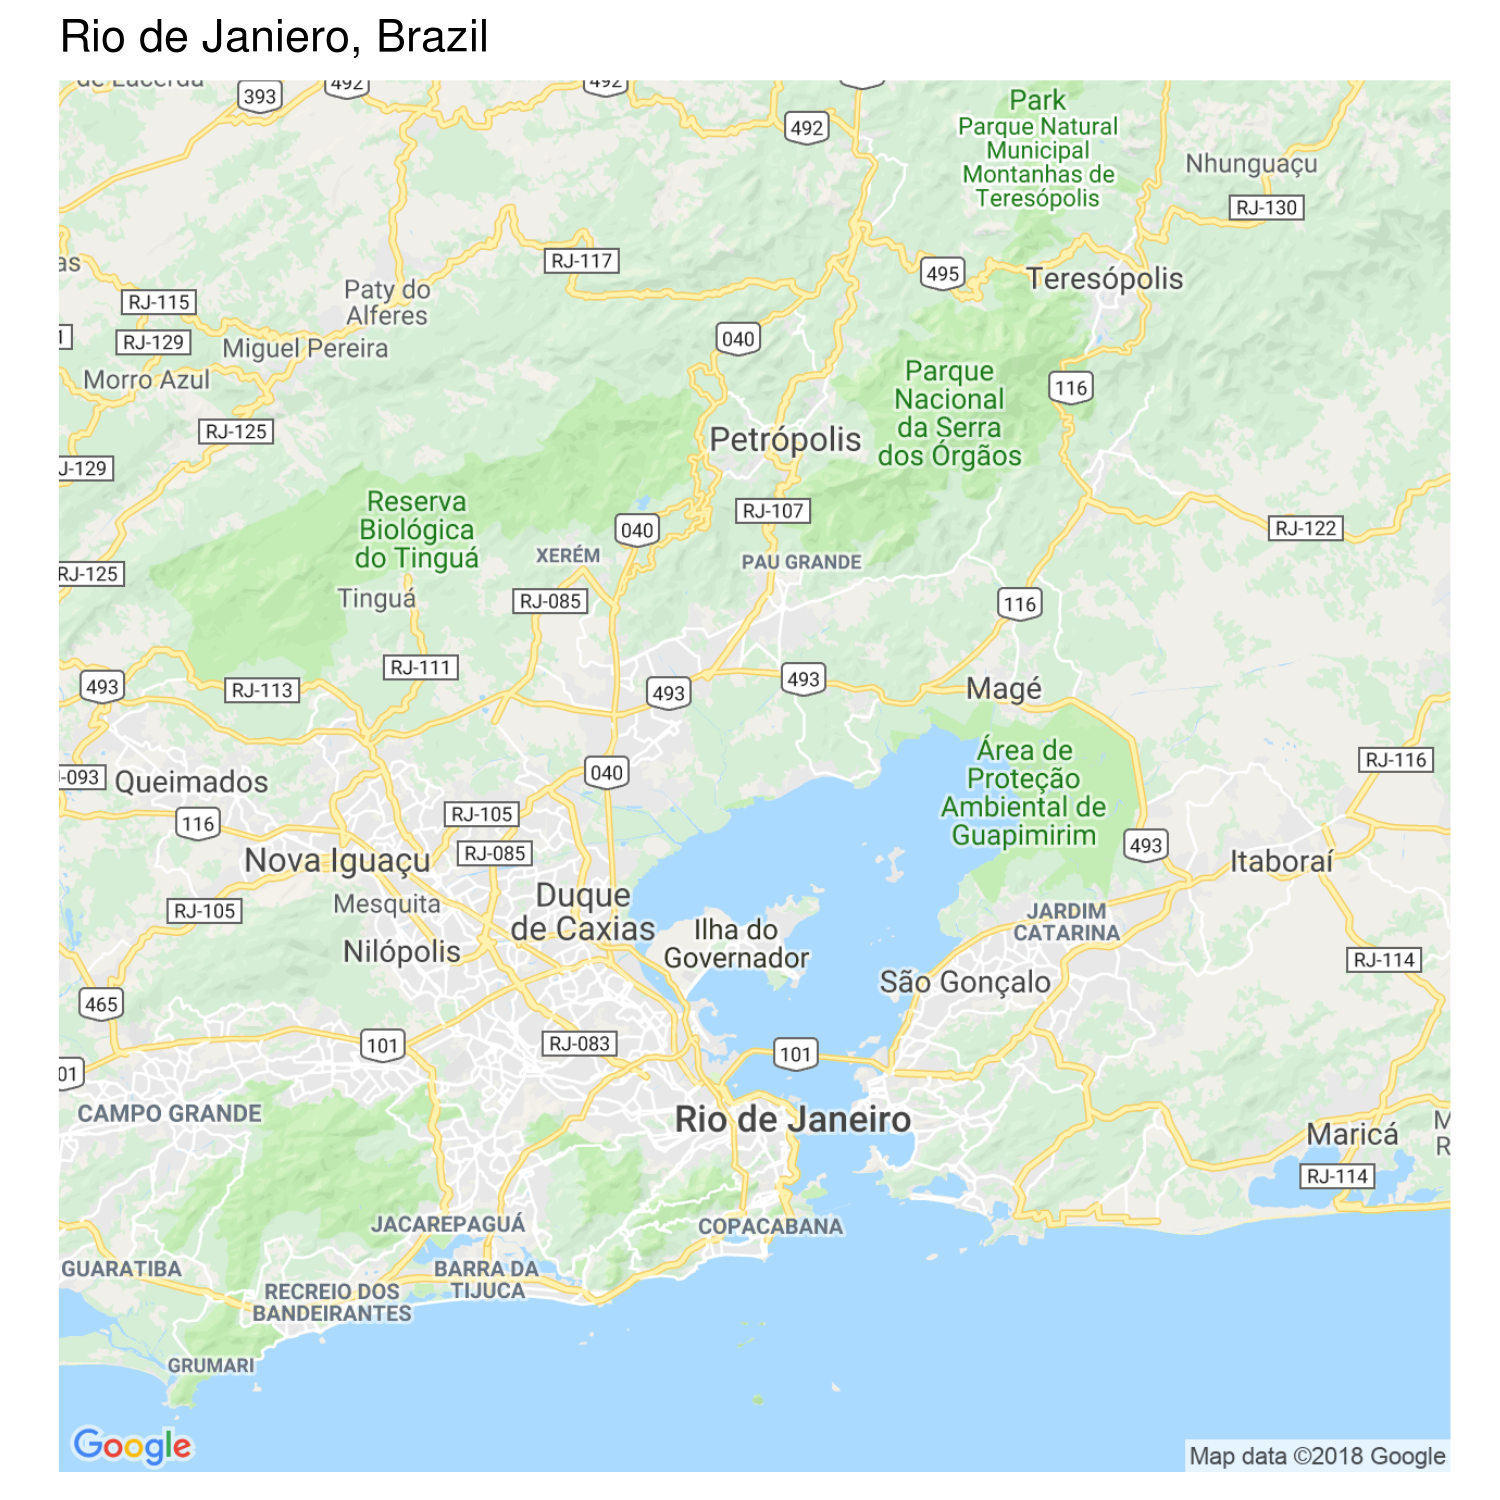 Rio de Janiero, Brazil
de Lacerda
393
492
492
492
Park
Parque Natural
Municipal
Montanhas de
Teresópolis
Nhunguaçu
RJ-130
as
RJ-117
495
Teresópolis
Paty do
Alferes
RJ-115
1
RJ-129
Miguel Pereira
040
Morro Azul
Parque
Nacional
da Serra
dos Órgãos
116
RJ-125
Petrópolis
J-129
Reserva
Biológica
do Tinguá
RJ-107
040
RJ-122
XERÉM
PAU GRANDE
RJ-125
Tinguá
RJ-085
116
RJ-111
493
RJ-113
493
493
Magé
Área de
Proteção
Ambiental de
Guapimirim
RJ-116
-093
Queimados
040
116
RJ-105
493
Nova Iguaçu
RJ-085
Itaboraí
Duque
de Caxias
Mesquita
RJ-105
JARDIM
CATARINA
Ilha do
Governador
Nilópolis
RJ-114
São Gonçalo
465
101
RJ-083
101
01
CAMPO GRANDE
Rio de Janeiro
Maricá
M
R
RJ-114
JACAREPAGUÁ
COPACABANA
GUARATIBA
BARRA DA
TIJUCA
RECREIO DOS
BANDEIRANTES
GRUMARI
Google
Map data ©2018 Google